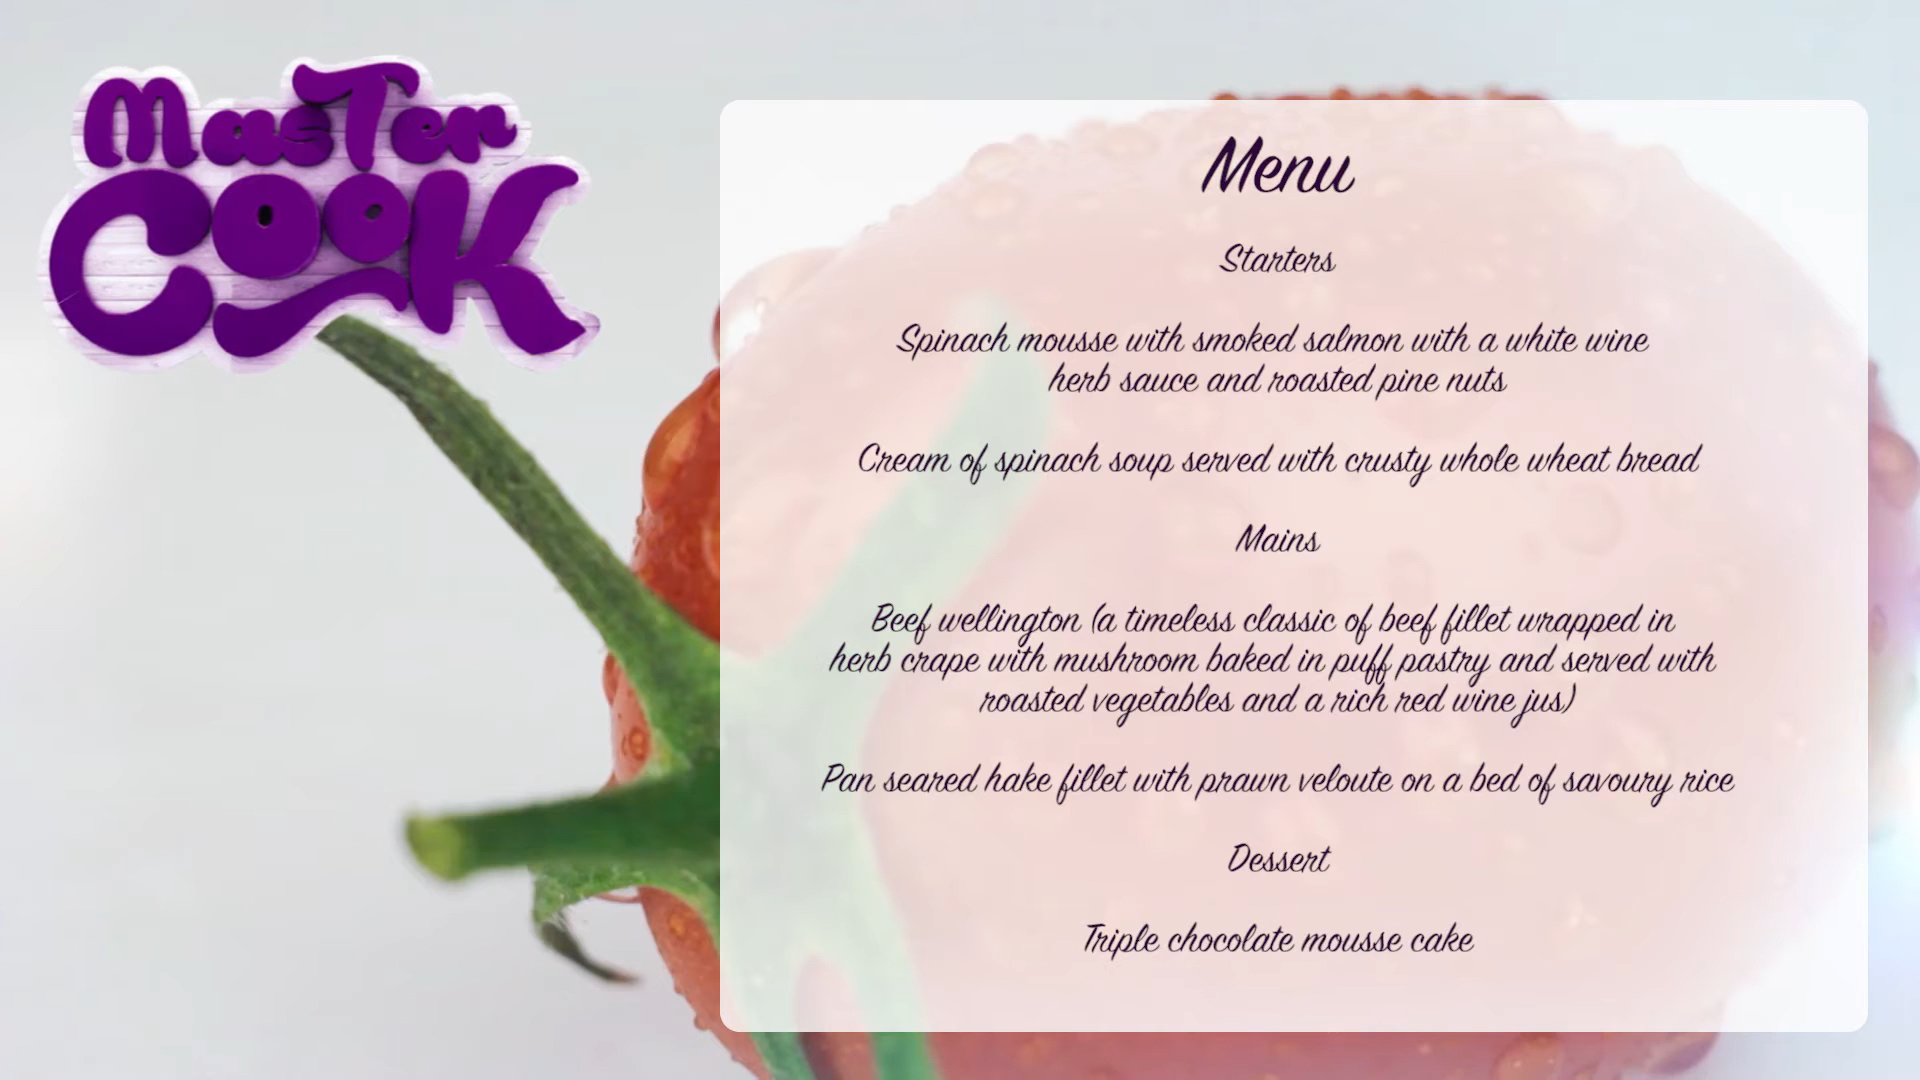 MasTer
COOK
Menu
Starters
Spinach mousse with smoked salmon with a white wine
herb sauce and roasted pine nuts
Cream of spinach soup served with crusty whole wheat bread
Mains
Beef wellington (a timeless classic of beef fillet wrapped in
herb crape with mushroom baked in puff pastry and served with
roasted vegetables and a rich red wine jus)
Pan seared hake fillet with prawn veloute on a bed of savoury rice
Dessert
Triple chocolate mousse cake